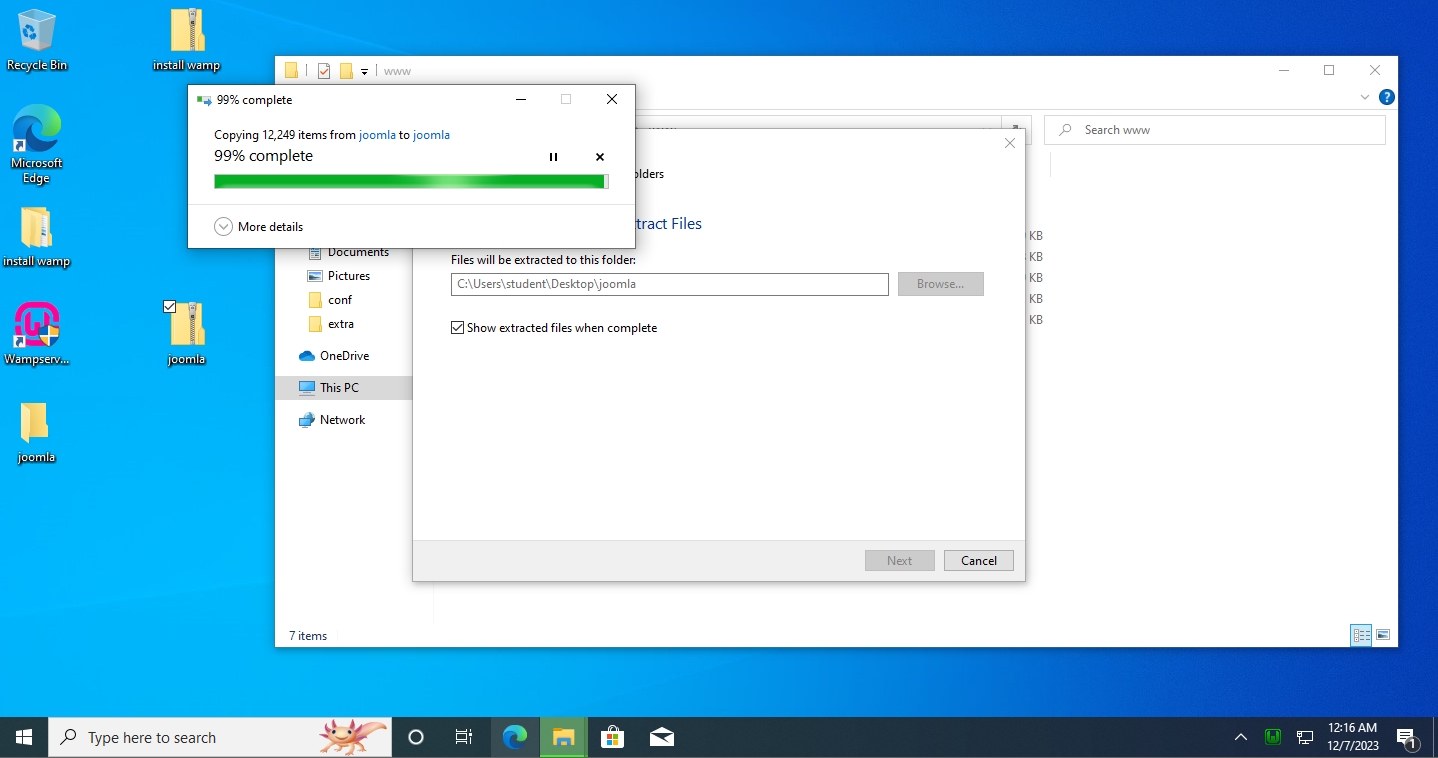 Recycle Bin
install wamp
Microsoft
Edge
install wamp
Wampserv...
joomla
joomla
www
Search www
99% complete
Copying 12,249 items from joomla to joomla
99% complete
More details
Documents
Pictures
conf
extra
OneDrive
This PC
Network
olders
tract Files
Files will be extracted to this folder:
C:\Users\student\Desktop\joomla
Browse...
Show extracted files when complete
KB
KB
KB
KB
KB
Next
Cancel
7 items
Type here to search
12:16 AM
12/7/2023
1